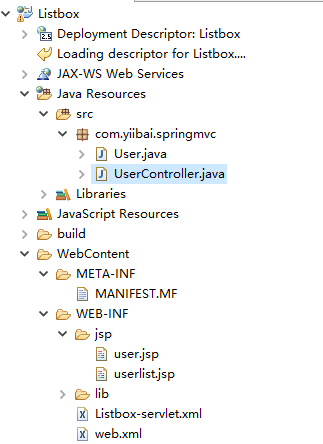 Listbox
Deployment Descriptor: Listbox
Loading descriptor for Listbox....
JAX-WS Web Services
Java Resources
src
com.yiibai.springmvc
User.java
UserController.java
Libraries
JavaScript Resources
build
WebContent
META-INF
MANIFEST.MF
WEB-INF
jsp
user.jsp
userlist.jsp
lib
Listbox-servlet.xml
web.xml